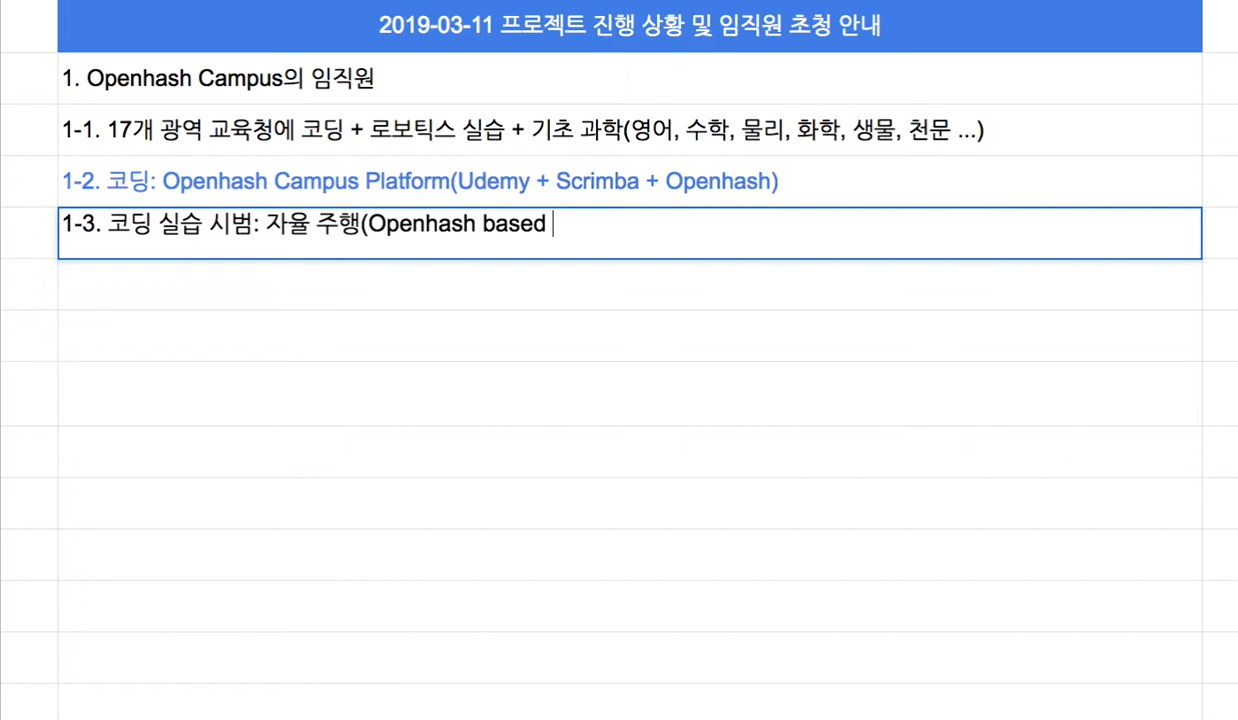 2019-03-11 프로젝트 진행 상황 및 임직원 초청 안내
1. Openhash Campus의 임직원
1-1. 17개 광역 교육청에 코딩 + 로보틱스 실습 + 기초 과학(영어, 수학, 물리, 화학, 생물, 천문 ...)
1-2. 코딩: Openhash Campus Platform(Udemy + Scrimba + Openhash)
1-3. 코딩 실습 시범: 자율 주행(Openhash based